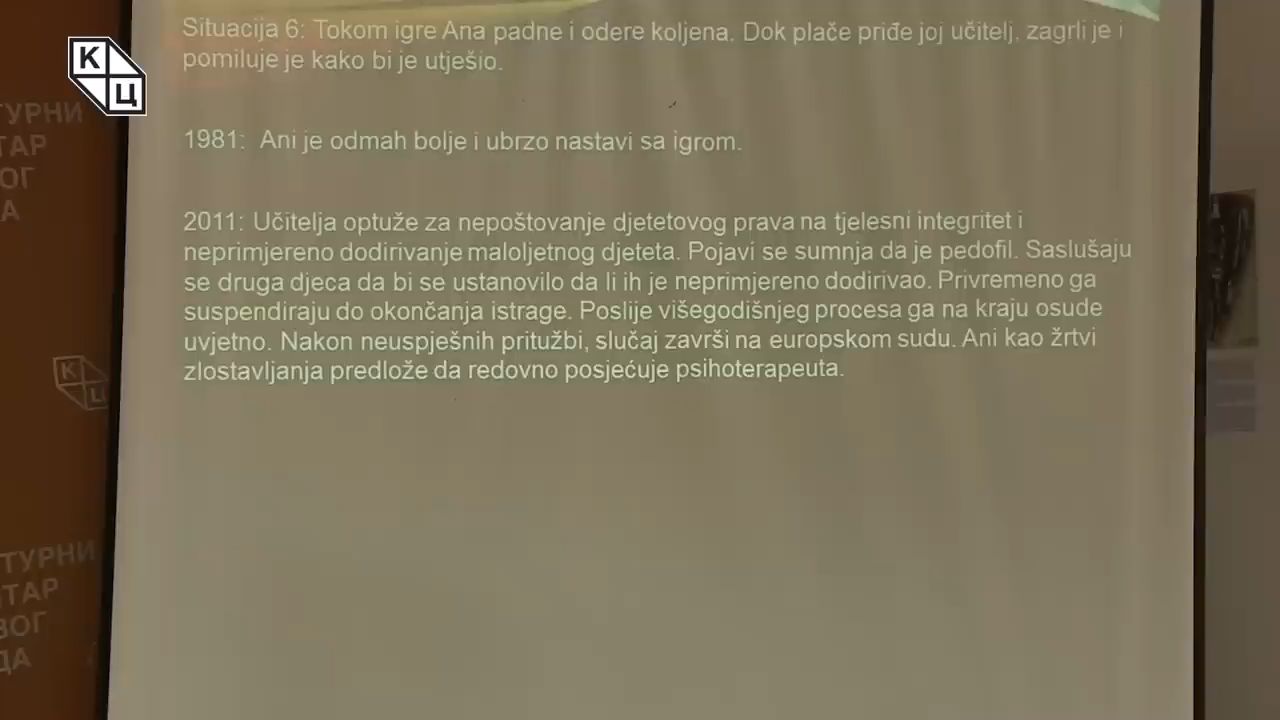 К
Ц
Situacija 6: Tokom igre Ana padne i odere koljena. Dok plače priđe joj učitelj, zagrli je i
pomiluje je kako bi je utješio.
1981: Ani je odmah bolje i ubrzo nastavi sa igrom.
2011: Učitelja optuže za nepoštovanje djetetovog prava na tjelesni integritet i
neprimjereno dodirivanje maloljetnog djeteta. Pojavi se sumnja da je pedofil. Saslušaju
se druga djeca da bi se ustanovilo da li ih je neprimjereno dodirivao. Privremeno ga
suspendiraju do okončanja istrage. Poslije višegodišnjeg procesa ga na kraju osude
uvjetno. Nakon neuspješnih pritužbi, slučaj završi na europskom sudu. Ani kao žrtvi
zlostavljanja predlože da redovno posjećuje psihoterapeuta.
ТУРНИ
ТАР
ОГ
А
К
Ц
ТУРНИ
ТАР
ВОГ
ДА